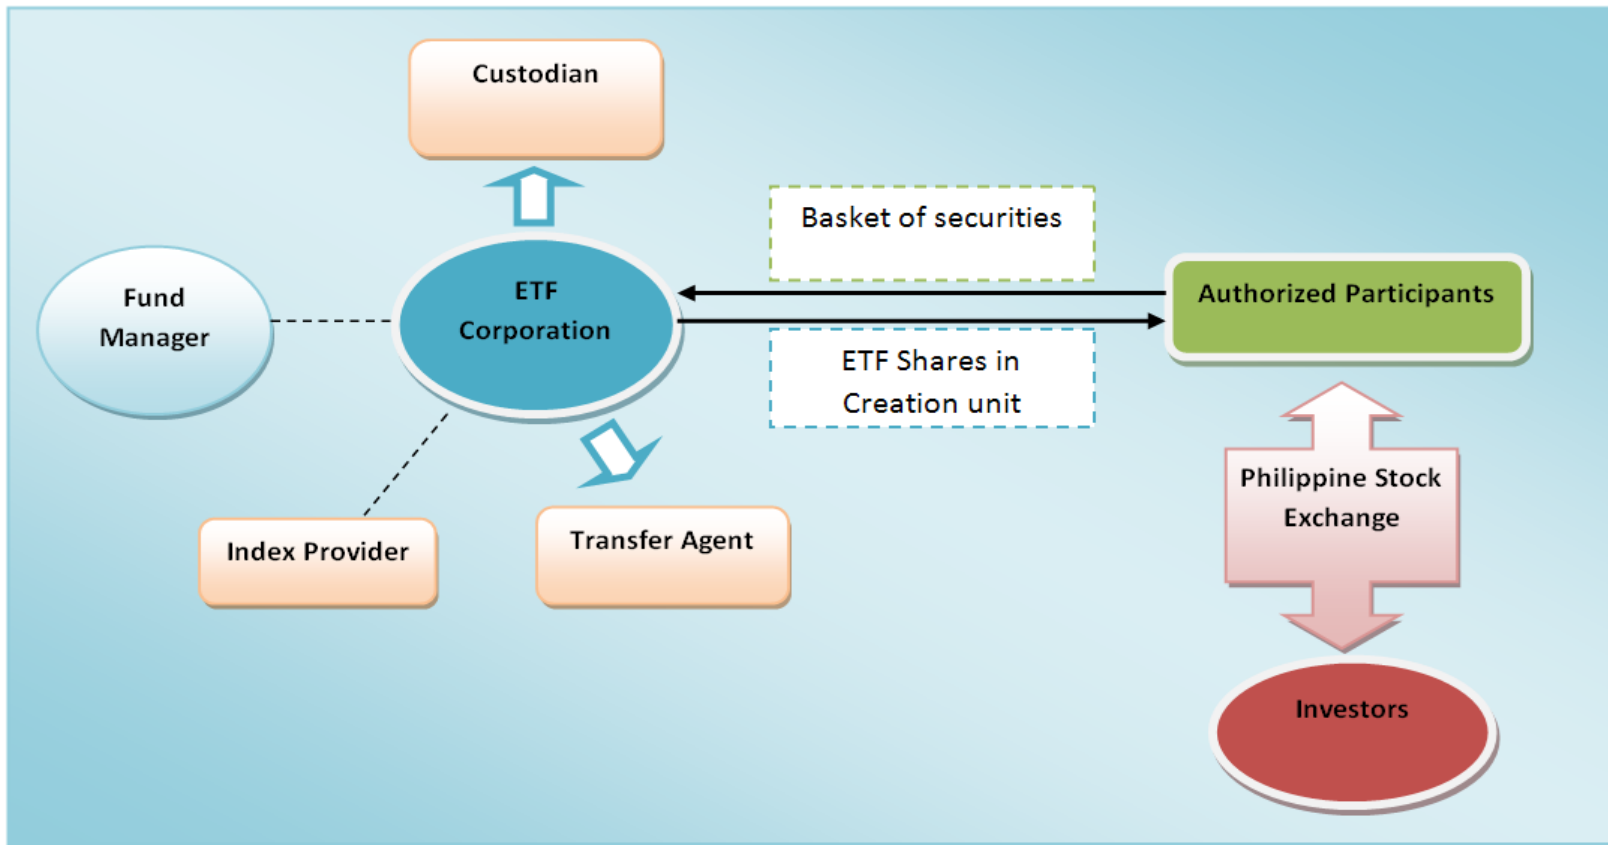 Custodian
Basket of securities
Fund
Manager
ETF
Corporation
Authorized Participants
ETF Shares in
Creation unit
Philippine Stock
Exchange
Index Provider
Transfer Agent
Investors